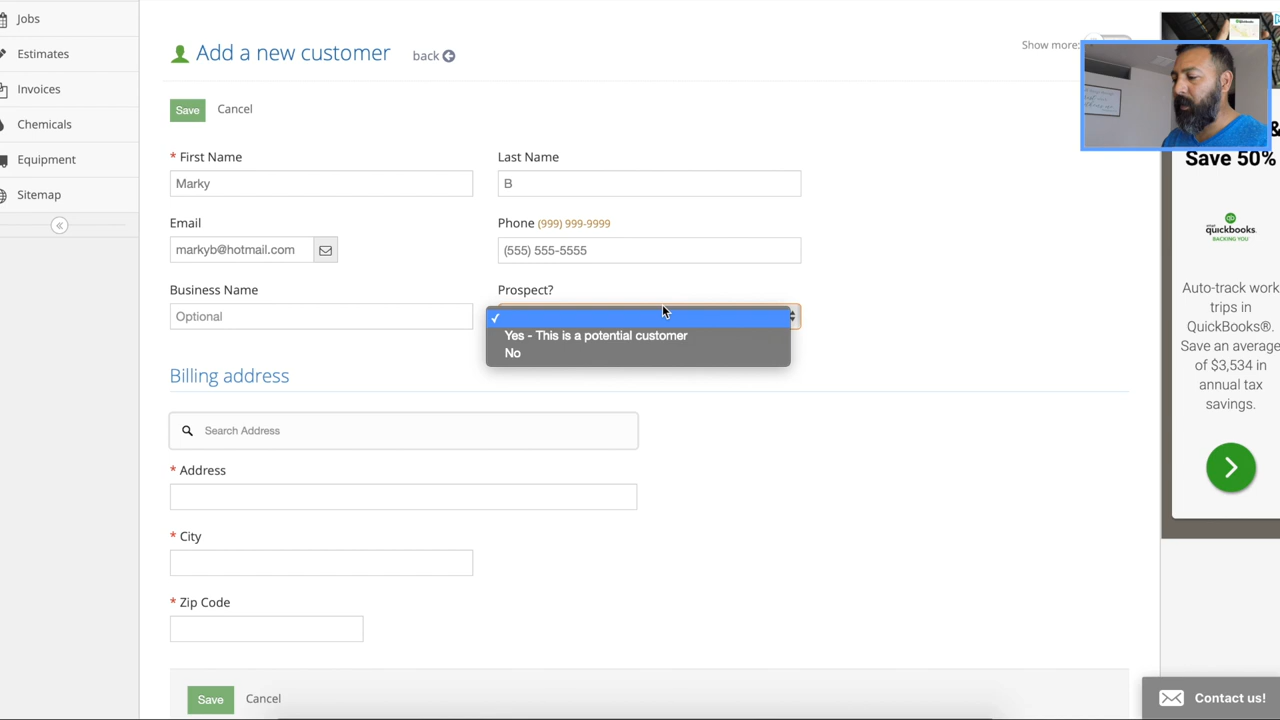 Jobs
Estimates
Invoices
Chemicals
Equipment
Sitemap
Add a new customer
back
Show more:
Save
Cancel
* First Name
Last Name
Marky
B
Email
Phone (999) 999-9999
markyb@hotmail.com
(555) 555-5555
Business Name
Prospect?
Optional
Yes - This is a potential customer
No
Billing address
Search Address
* Address
* City
* Zip Code
Save
Cancel
&
Save 50%
quickbooks.
BACKING YOU
Auto-track work
trips in
QuickBooks®.
Save an average
of $3,534 in
annual tax
savings.
Contact us!